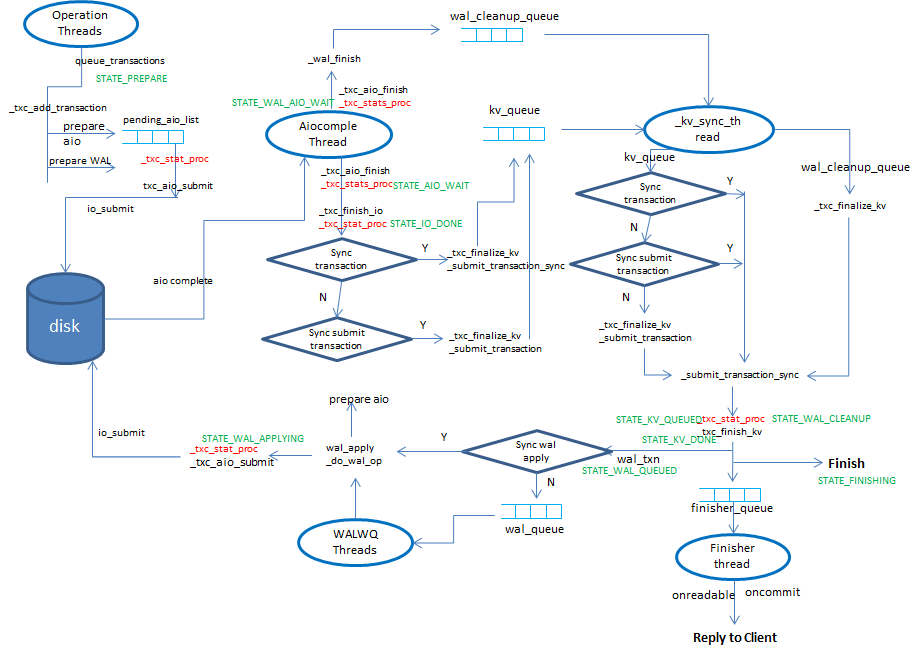 Operation
Threads
queue_transactions
STATE_PREPARE
_txc_add_transaction
prepare
aio
pending_aio_list
prepare WAL
_txc_stat_proc
txc_aio_submit
io_submit
disk
aio complete
_wal_finish
wal_cleanup_queue
_txc_aio_finish
STATE_WAL_AIO_WAIT
_txc_stats_proc
Aiocomple
Thread
_txc_aio_finish
_txc_stats_proc
STATE_AIO_WAIT
_txc_finish_io
_txc_stat_proc
STATE_IO_DONE
Sync
transaction
Y
_txc_finalize_kv
_submit_transaction_sync
N
Sync submit
transaction
Y
_txc_finalize_kv
_submit_transaction
kv_queue
_kv_sync_th
read
kv_queue
Sync
transaction
Y
N
Sync submit
transaction
Y
N
_txc_finalize_kv
_submit_transaction
wal_cleanup_queue
_txc_finalize_kv
_submit_transaction_sync
STATE_KV_QUEUED
_txc_stat_proc
STATE_WAL_CLEANUP
txc_finish_kv
STATE_KV_DONE
wal_txn
STATE_WAL_QUEUED
Finish
STATE_FINISHING
finisher_queue
Finisher
thread
onreadable
oncommit
Reply to Client
Sync wal
apply
Y
N
wal_queue
WALWQ
Threads
prepare aio
wal_apply
_do_wal_op
STATE_WAL_APPLYING
_txc_stat_proc
_txc_aio_submit
io_submit